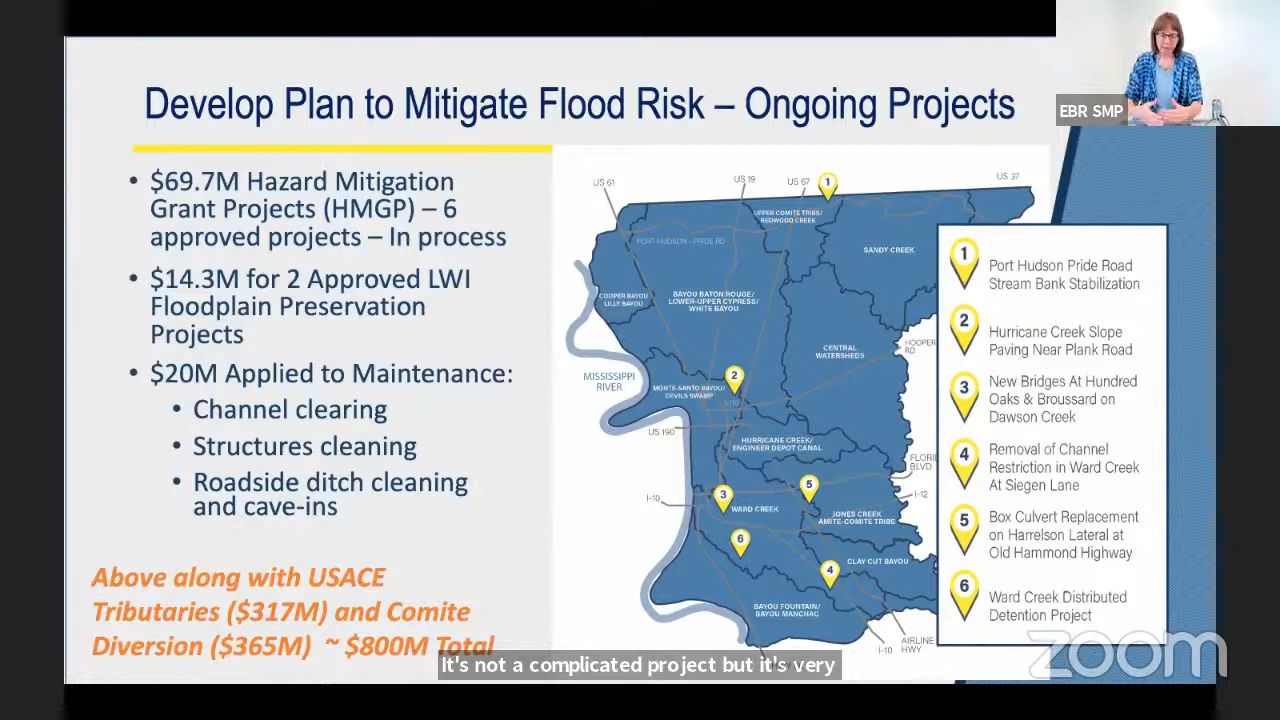 EBR SMP
Develop Plan to Mitigate Flood Risk – Ongoing Projects
• $69.7M Hazard Mitigation
Grant Projects (HMGP) – 6
approved projects – In process
• $14.3M for 2 Approved LWI
Floodplain Preservation
Projects
• $20M Applied to Maintenance:
• Channel clearing
• Structures cleaning
• Roadside ditch cleaning
and cave-ins
Above along with USACE
Tributaries ($317M) and Comite
Diversion ($365M) ~ $800M Total
US 61
US 19
US 67
1
US 37
UPPER COMITE TRIBS/
REDWOOD CREEK
PORT-HUDSON - PRIDE RD
SANDY CREEK
COOPER BAYOU
LILLY BAYOU
BAYOU BATON ROUGE/
LOWER-UPPER CYPRESS/
WHITE BAYOU
CENTRAL
WATERSHEDS
HOOPER
RD
MISSISSIPPI
RIVER
2
MONTE-SANTO BAYOU/
DEVILS SWAMP
I-110
US 190
HURRICANE CREEK/
ENGINEER DEPOT CANAL
FLORI
BLVD
I-10
3
WARD CREEK
5
I-12
JONES CREEK
AMITE-COMITE TRIBS
6
4
CLAY CUT BAYOU
BAYOU FOUNTAIN/
BAYOU MANCHAC
I-10
AIRLINE
HWY
1
Port Hudson Pride Road
Stream Bank Stabilization
2
Hurricane Creek Slope
Paving Near Plank Road
3
New Bridges At Hundred
Oaks & Broussard on
Dawson Creek
4
Removal of Channel
Restriction in Ward Creek
At Siegen Lane
5
Box Culvert Replacement
on Harrelson Lateral at
Old Hammond Highway
6
Ward Creek Distributed
Detention Project
zoom
It's not a complicated project but it's very